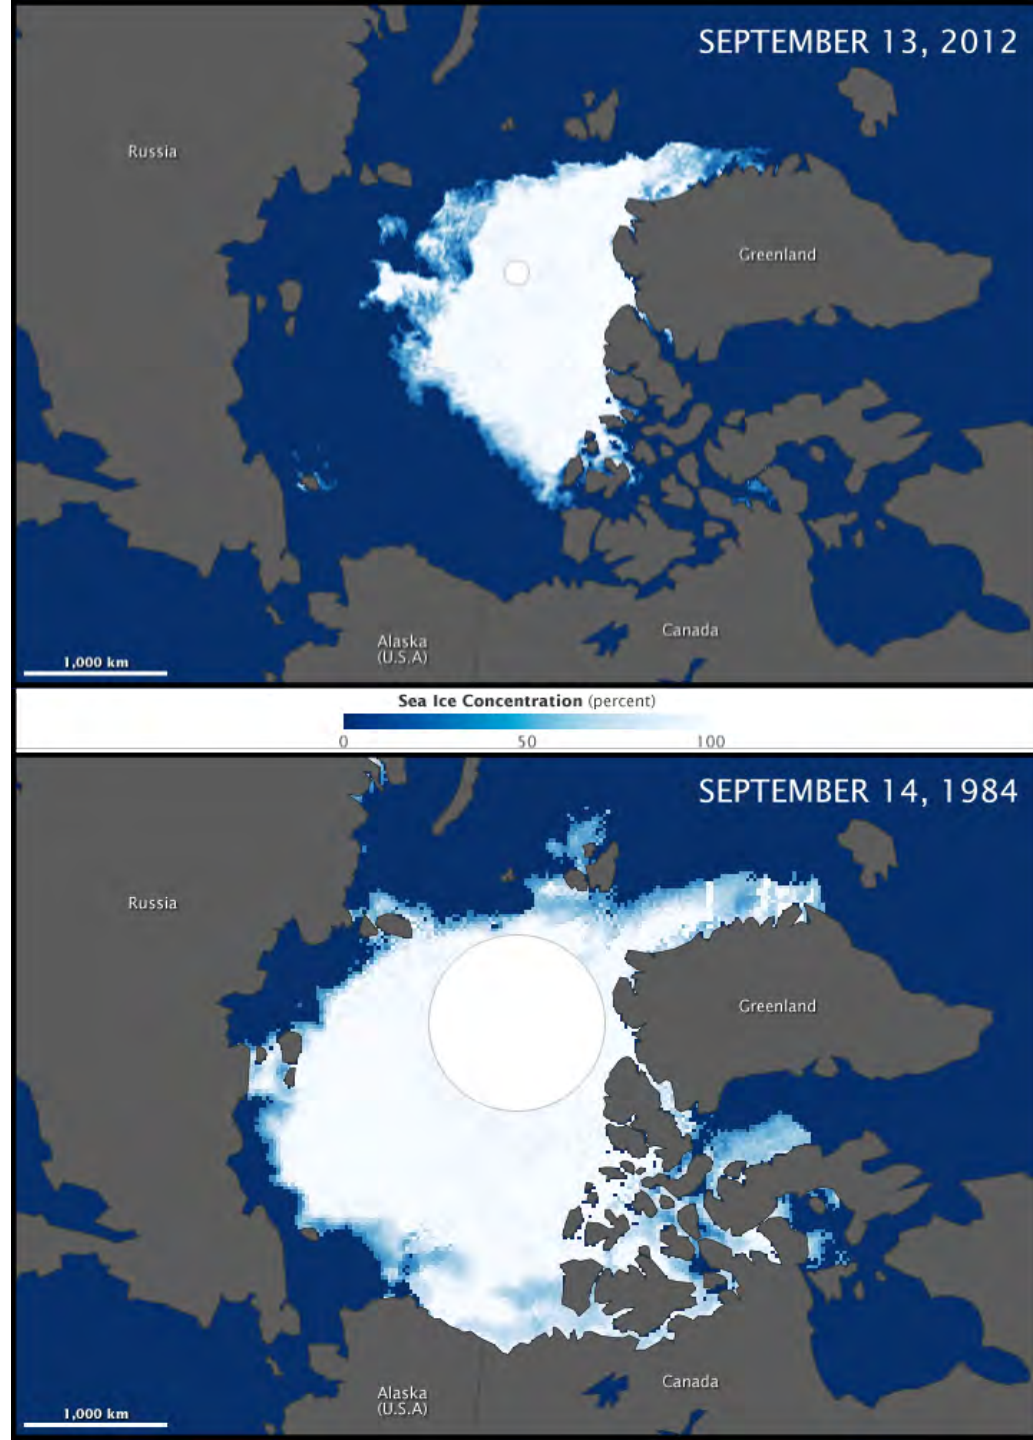 SEPTEMBER 13, 2012
Russia
Greenland
Canada
Alaska
(U.S.A)
1,000 km
Sea Ice Concentration (percent)
0 50 100
SEPTEMBER 14, 1984
Russia
Greenland
Canada
Alaska
(U.S.A)
1,000 km